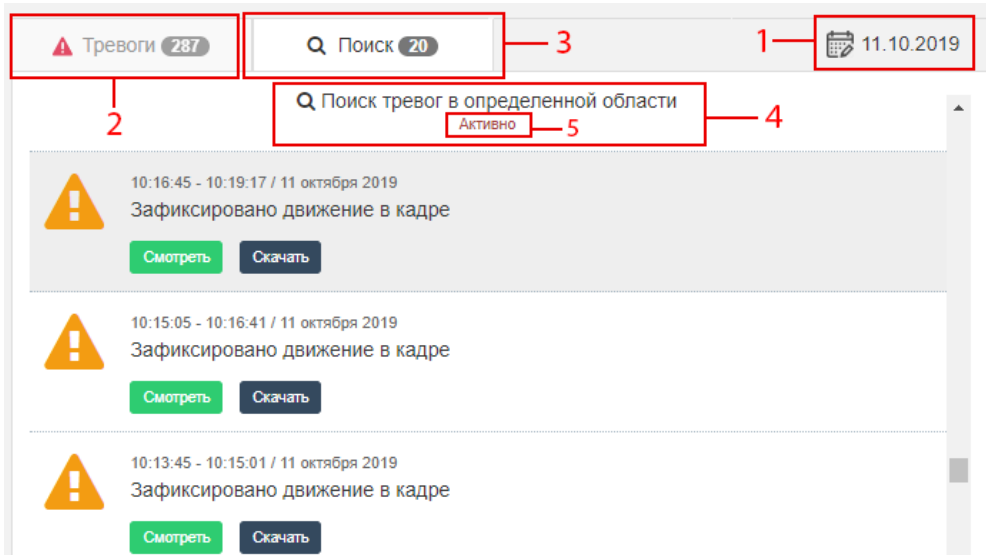 Тревоги 287
Поиск 20
3
1
11.10.2019
2
Поиск тревог в определенной области
4
Активно
5
10:16:45 - 10:19:17 / 11 октября 2019
Зафиксировано движение в кадре
Смотреть Скачать
10:15:05 - 10:16:41 / 11 октября 2019
Зафиксировано движение в кадре
Смотреть Скачать
10:13:45 - 10:15:01 / 11 октября 2019
Зафиксировано движение в кадре
Смотреть Скачать